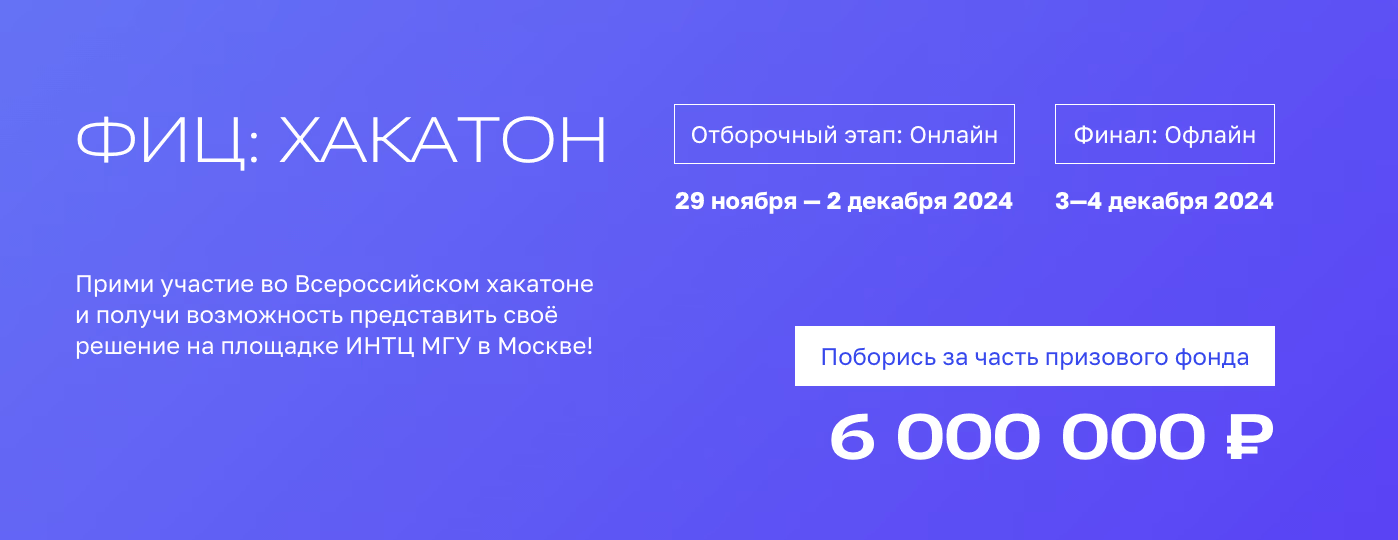 ФИЦ: ХАКАТОН
Отборочный этап: Онлайн
29 ноября — 2 декабря 2024
Финал: Офлайн
3—4 декабря 2024
Прими участие во Всероссийском хакатоне
и получи возможность представить своё
решение на площадке ИНТЦ МГУ в Москве!
Поборись за часть призового фонда
6 000 000 ₽